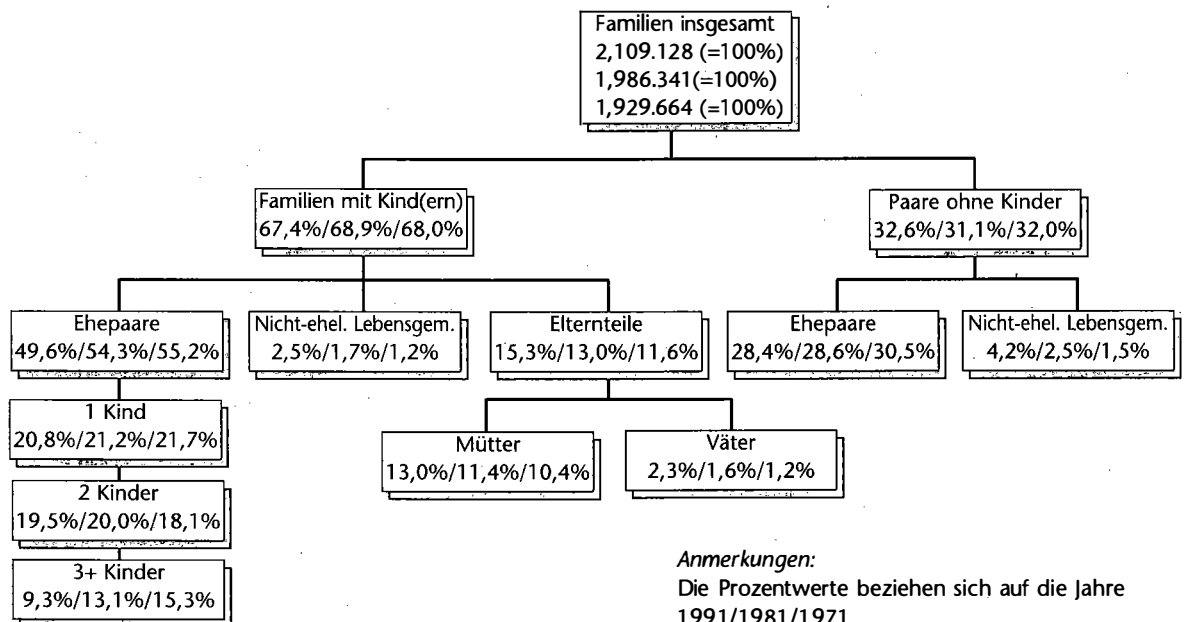 Familien insgesamt
2,109.128 (=100%)
1,986.341(=100%)
1,929.664 (=100%)
Familien mit Kind(ern)
67,4%/68,9%/68,0%
Paare ohne Kinder
32,6%/31,1%/32,0%
Ehepaare
49,6%/54,3%/55,2%
Nicht-ehel. Lebensgem.
2,5%/1,7%/1,2%
Elternteile
15,3%/13,0%/11,6%
Ehepaare
28,4%/28,6%/30,5%
Nicht-ehel. Lebensgem.
4,2%/2,5%/1,5%
1 Kind
20,8%/21,2%/21,7%
Mütter
13,0%/11,4%/10,4%
Väter
2,3%/1,6%/1,2%
2 Kinder
19,5%/20,0%/18,1%
3+ Kinder
9,3%/13,1%/15,3%
Anmerkungen:
Die Prozentwerte beziehen sich auf die Jahre
1991/1981/1971